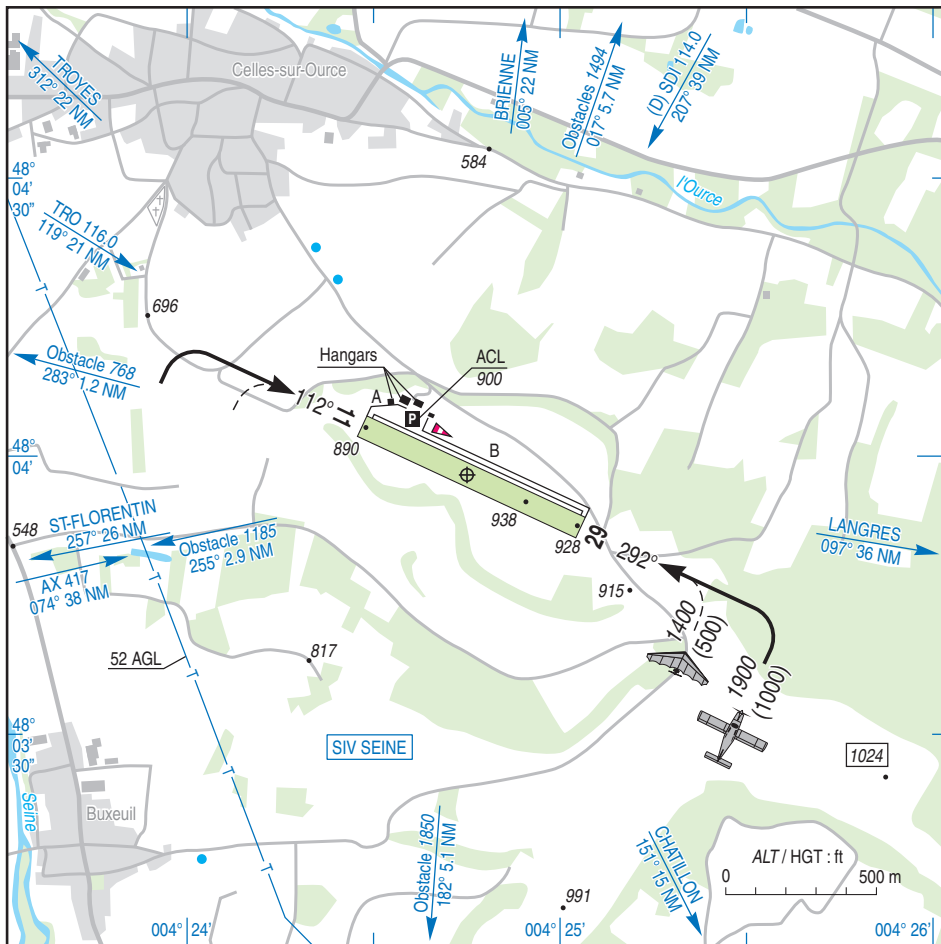 TROYES
312° 22 NM
Celles-sur-Ource
BRIENNE
005° 22 NM
Obstacles 1494
017° 5.7 NM
(D) SDI 114.0
207° 39 NM
584
48°
04'
30"
l'Ource
TRO 116.0
119° 21 NM
T
696
Obstacle 768
283° 1.2 NM
Hangars
ACL
900
112°
11
A
P
890
B
48°
04'
938
928
29
292°
548
ST-FLORENTIN
257° 26 NM
Obstacle 1185
255° 2.9 NM
AX 417
074° 38 NM
T
LANGRES
097° 36 NM
915
1400
(500)
52 AGL
817
T
1900
(1000)
48°
03'
30"
SIV SEINE
1024
T
Seine
Buxeuil
T
Obstacle 1850
182° 5.1 NM
CHATILLON
151° 15 NM
ALT / HGT : ft
0 500 m
991
004° 24'
004° 25'
004° 26'